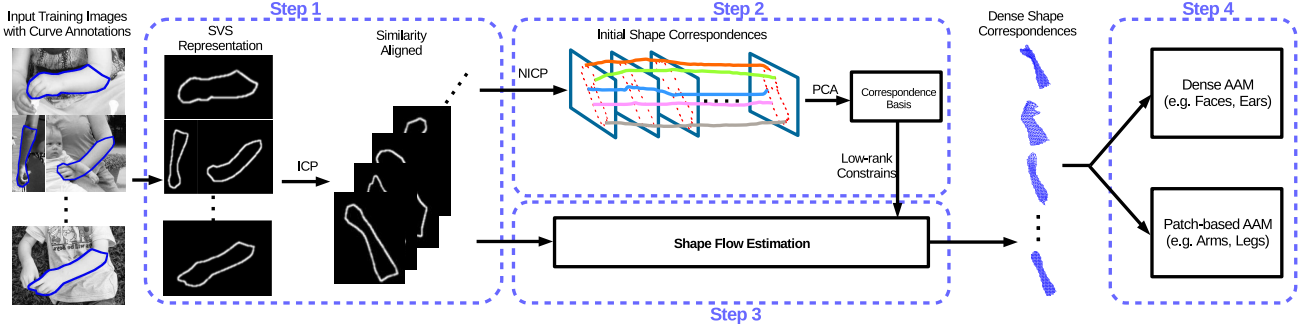 Step 1
Step 2
Step 4
Input Training Images
with Curve Annotations
SVS
Representation
Similarity
Aligned
Initial Shape Correspondences
Dense Shape
Correspondences
NICP
PCA
Correspondence
Basis
Dense AAM
(e.g. Faces, Ears)
ICP
Low-rank
Constrains
Shape Flow Estimation
Patch-based AAM
(e.g. Arms, Legs)
Step 3